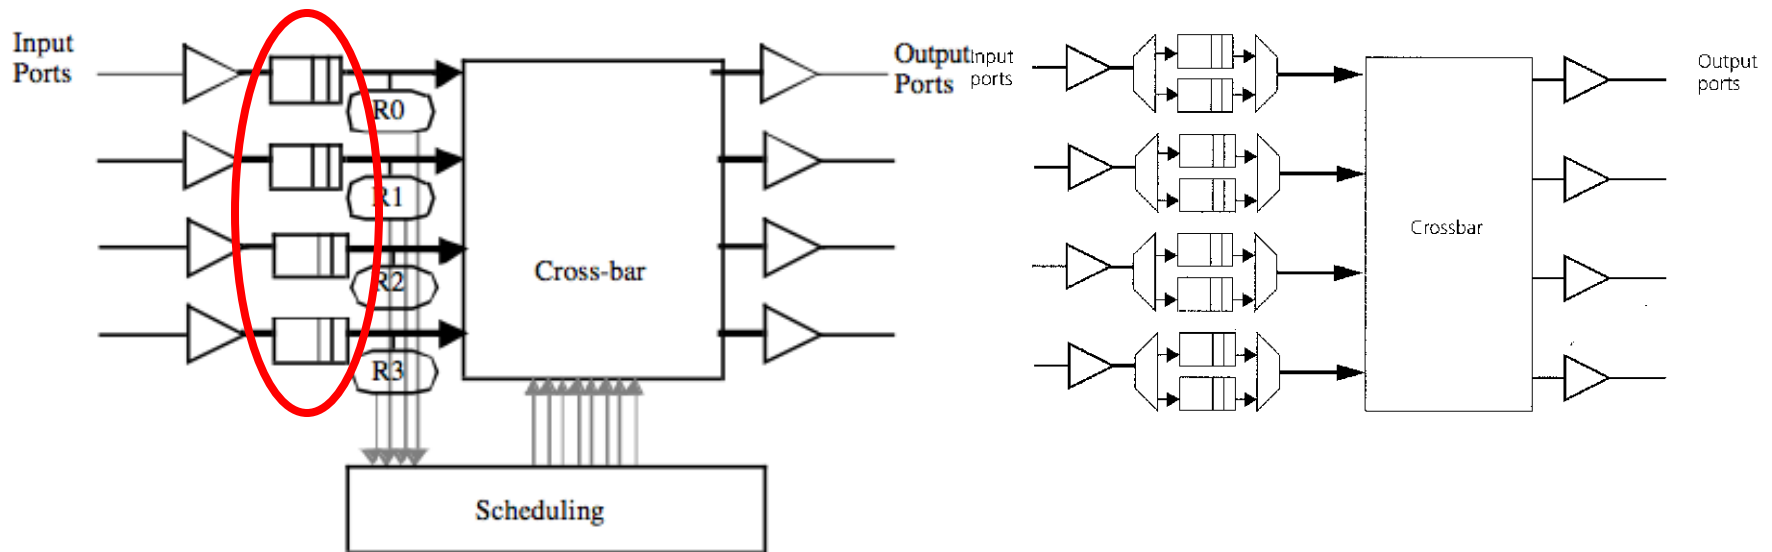 Input
Ports
R0
R1
R2
R3
Cross-bar
Scheduling
Output
Ports
Input
ports
Crossbar
Output
ports